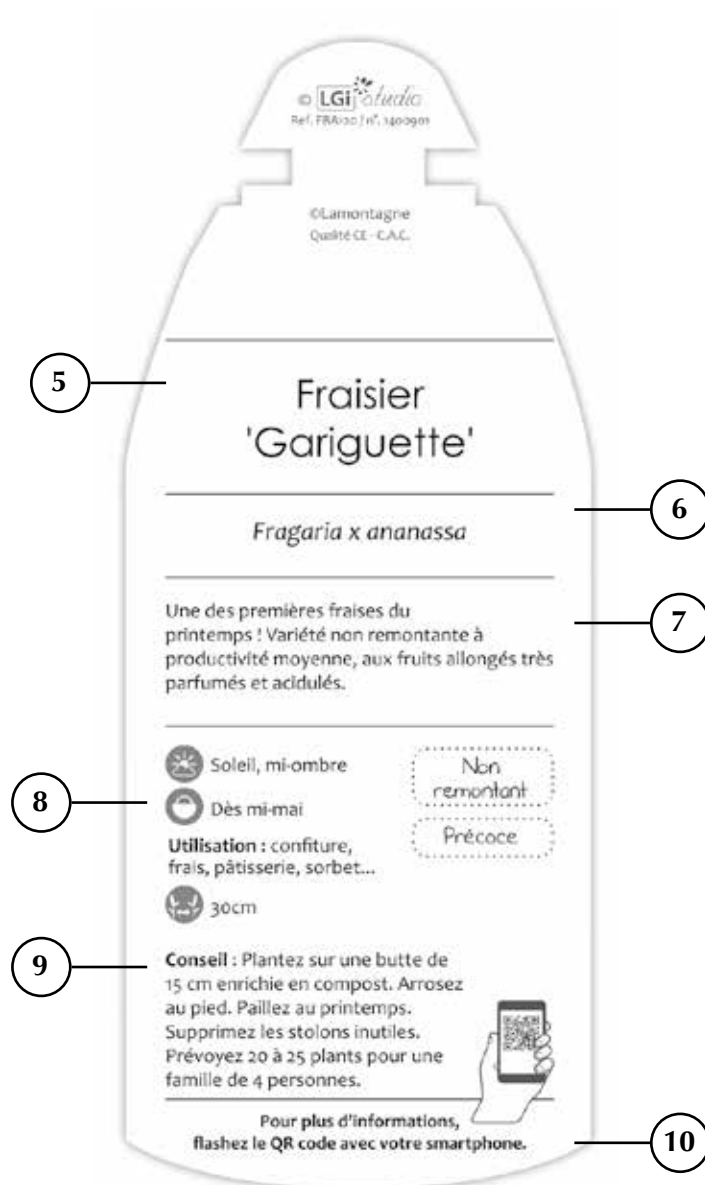 © LGi Studio
Ref. FRA120 / n°. 1400901
©Lamontagne
Qualité CE - C.A.C.
5
Fraisier
'Gariguette'
6
Fragaria x ananassa
7
Une des premières fraises du
printemps ! Variété non remontante à
productivité moyenne, aux fruits allongés très
parfumés et acidulés.
8
Soleil, mi-ombre
Non
remontant
Dès mi-mai
Précoce
Utilisation : confiture,
frais, pâtisserie, sorbet...
30cm
9
Conseil : Plantez sur une butte de
15 cm enrichie en compost. Arrosez
au pied. Paillez au printemps.
Supprimez les stolons inutiles.
Prévoyez 20 à 25 plants pour une
famille de 4 personnes.
Pour plus d'informations,
flashez le QR code avec votre smartphone.
10